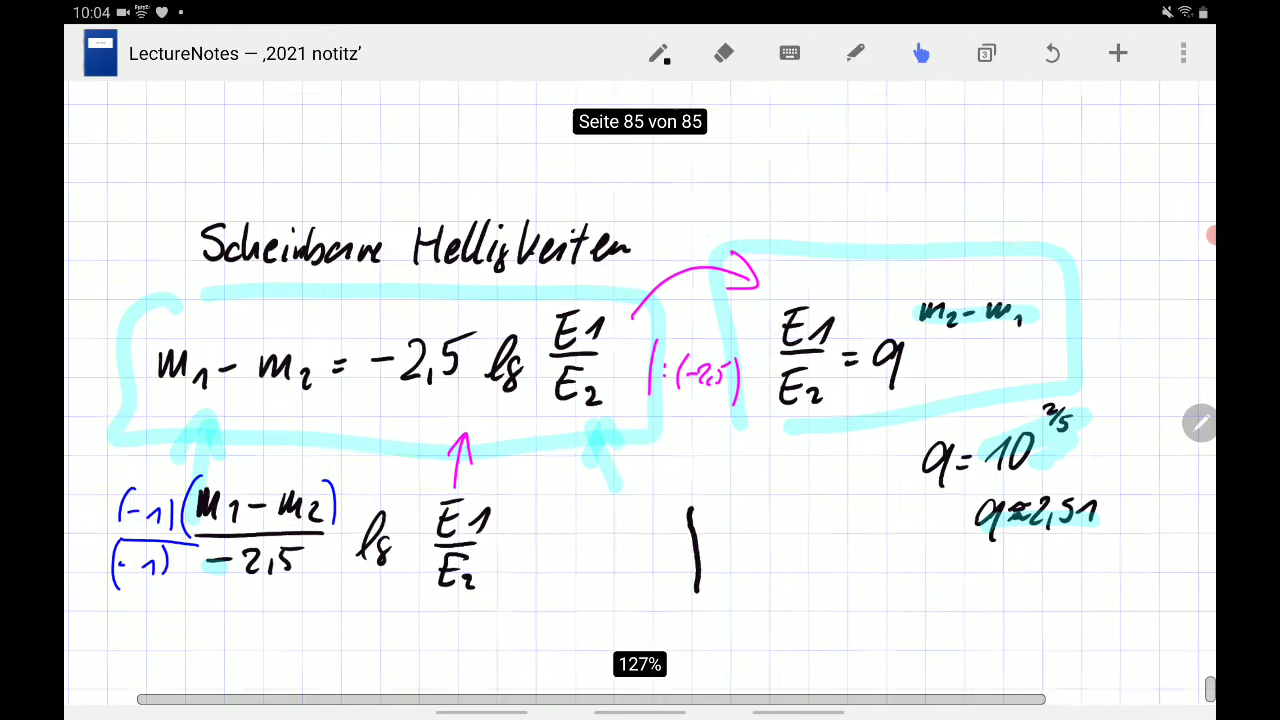 10:04
LectureNotes — ‚2021 notitz’
3
Seite 85 von 85
Scheinbare Helligkeiten
m₁ - m₂ = -2,5 lg E1/E₂ |:(-2,5)
E1/E₂ = q^(m₂-m₁)
q = 10^(2/5)
q ≈ 2,51
(-1)(m₁ - m₂)/(-1) -2,5 lg E1/E₂ |
127%